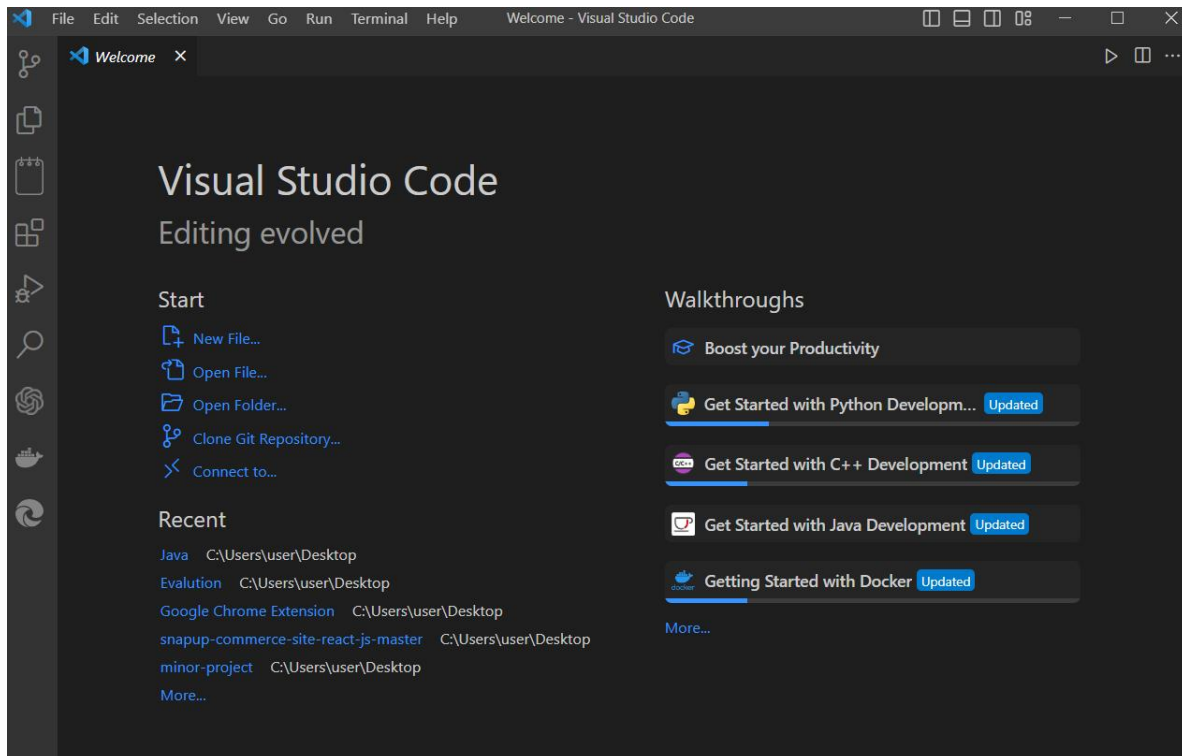 File Edit Selection View Go Run Terminal Help Welcome - Visual Studio Code
Welcome
Visual Studio Code
Editing evolved
Start
New File...
Open File...
Open Folder...
Clone Git Repository...
Connect to...
Recent
Java C:\Users\user\Desktop
Evalution C:\Users\user\Desktop
Google Chrome Extension C:\Users\user\Desktop
snapup-commerce-site-react-js-master C:\Users\user\Desktop
minor-project C:\Users\user\Desktop
More...
Walkthroughs
Boost your Productivity
Get Started with Python Developm... Updated
C/C++ Get Started with C++ Development Updated
Get Started with Java Development Updated
docker Getting Started with Docker Updated
More...